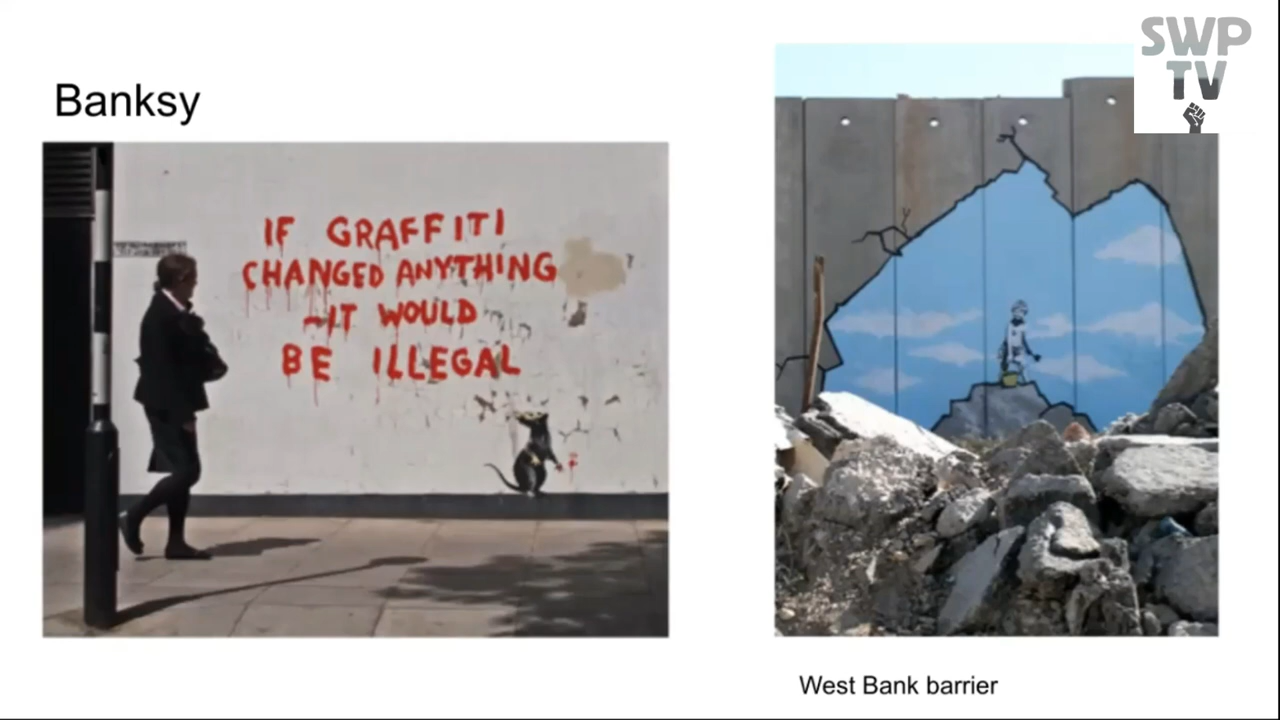 SWP
TV
Banksy
IF GRAFFITI
CHANGED ANYTHING
-IT WOULD
BE ILLEGAL
West Bank barrier